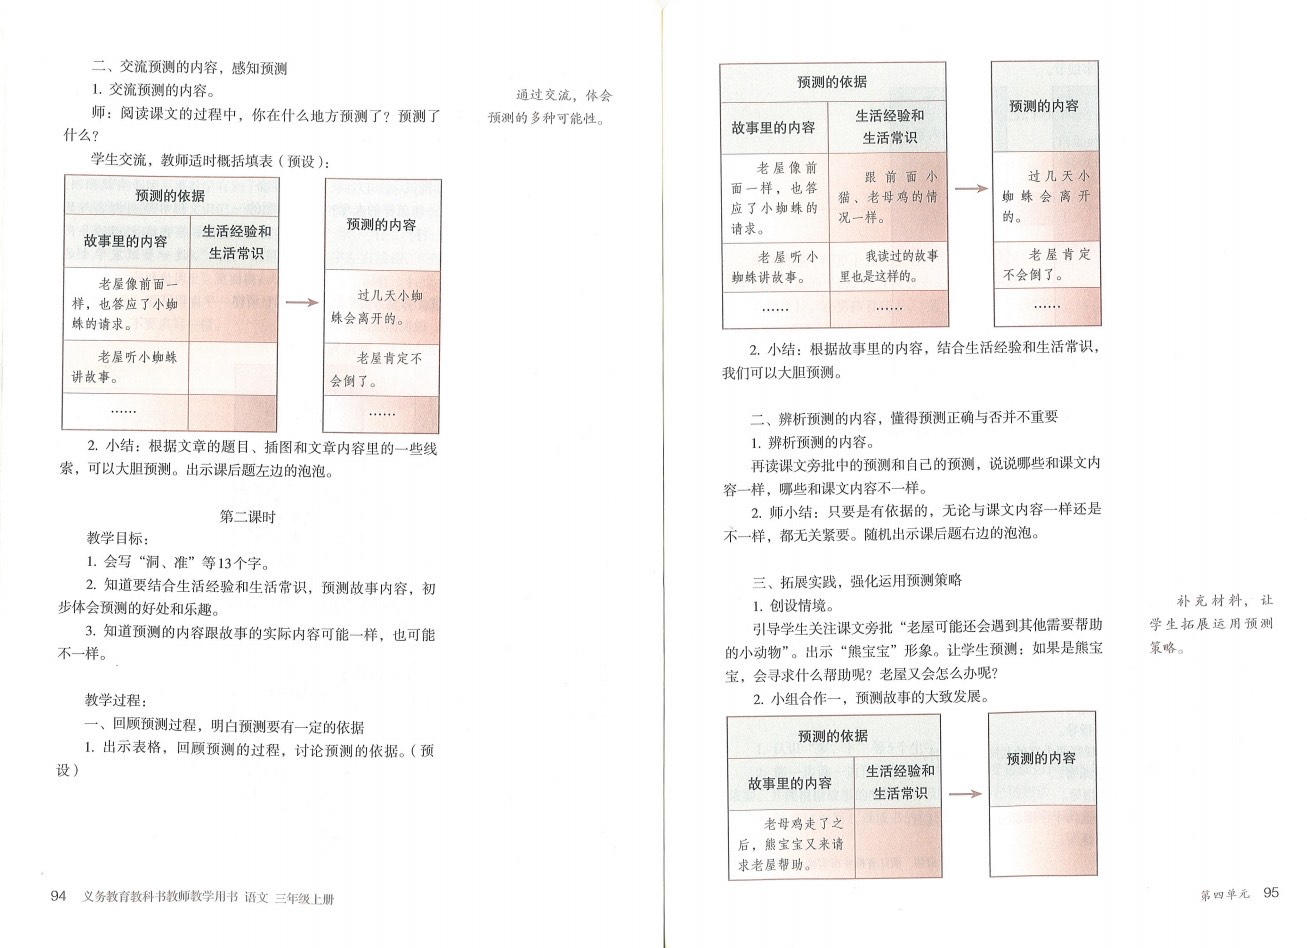 二、交流预测的内容，感知预测
1. 交流预测的内容。
师：阅读课文的过程中，你在什么地方预测了？预测了
什么？
学生交流，教师适时概括填表（预设）：
通过交流，体会
预测的多种可能性。
预测的依据
故事里的内容
生活经验和
生活常识
预测的内容
老屋像前面一
样，也答应了小蜘
蛛的请求。
过几天小蜘
蛛会离开的。
老屋听小蜘蛛
讲故事。
老屋肯定不
会倒了。
……
……
2. 小结：根据文章的题目、插图和文章内容里的一些线
索，可以大胆预测。出示课后题左边的泡泡。
第二课时
教学目标：
1. 会写“洞、准”等13个字。
2. 知道要结合生活经验和生活常识，预测故事内容，初
步体会预测的好处和乐趣。
3. 知道预测的内容跟故事的实际内容可能一样，也可能
不一样。
教学过程：
一、回顾预测过程，明白预测要有一定的依据
1. 出示表格，回顾预测的过程，讨论预测的依据。（预
设）
94 义务教育教科书教师教学用书 语文 三年级上册
预测的依据
故事里的内容
生活经验和
生活常识
预测的内容
老屋像前
面一样，也答
应了小蜘蛛的
请求。
跟前面小
猫、老母鸡的情
况一样。
过几天小
蜘蛛会离开
的。
老屋听小
蜘蛛讲故事。
我读过的故事
里也是这样的。
老屋肯定
不会倒了。
……
……
……
2. 小结：根据故事里的内容，结合生活经验和生活常识，
我们可以大胆预测。
二、辨析预测的内容，懂得预测正确与否并不重要
1. 辨析预测的内容。
再读课文旁批中的预测和自己的预测，说说哪些和课文内
容一样，哪些和课文内容不一样。
2. 师小结：只要是有依据的，无论与课文内容一样还是
不一样，都无关紧要。随机出示课后题右边的泡泡。
三、拓展实践，强化运用预测策略
1. 创设情境。
引导学生关注课文旁批“老屋可能还会遇到其他需要帮助
的小动物”。出示“熊宝宝”形象。让学生预测：如果是熊宝
宝，会寻求什么帮助呢？老屋又会怎么办呢？
2. 小组合作一，预测故事的大致发展。
补充材料，让
学生拓展运用预测
策略。
预测的依据
故事里的内容
生活经验和
生活常识
预测的内容
老母鸡走了之
后，熊宝宝又来请
求老屋帮助。
第四单元 95